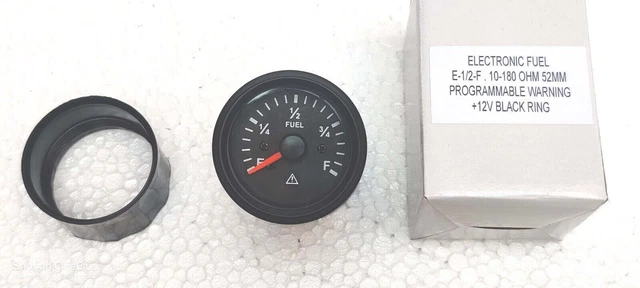 ELECTRONIC FUEL
E-1/2-F . 10-180 OHM 52MM
PROGRAMMABLE WARNING
+12V BLACK RING
1/2
FUEL
1/4
3/4
E
F